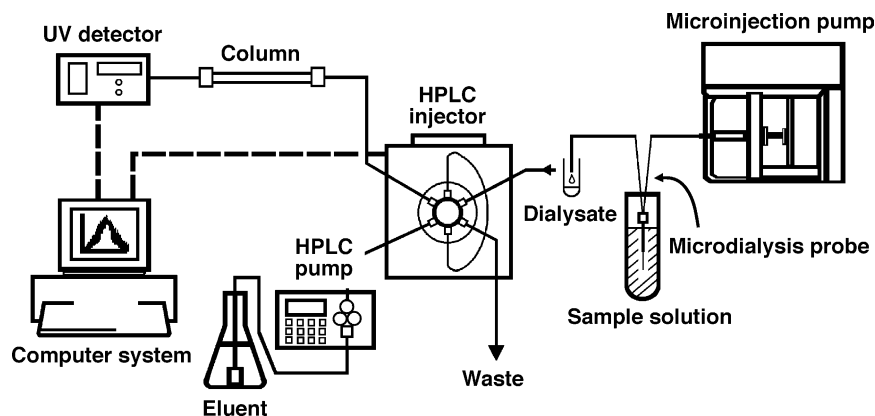 Microinjection pump
UV detector
Column
HPLC
injector
Dialysate
Microdialysis probe
HPLC
pump
Sample solution
Computer system
Waste
Eluent